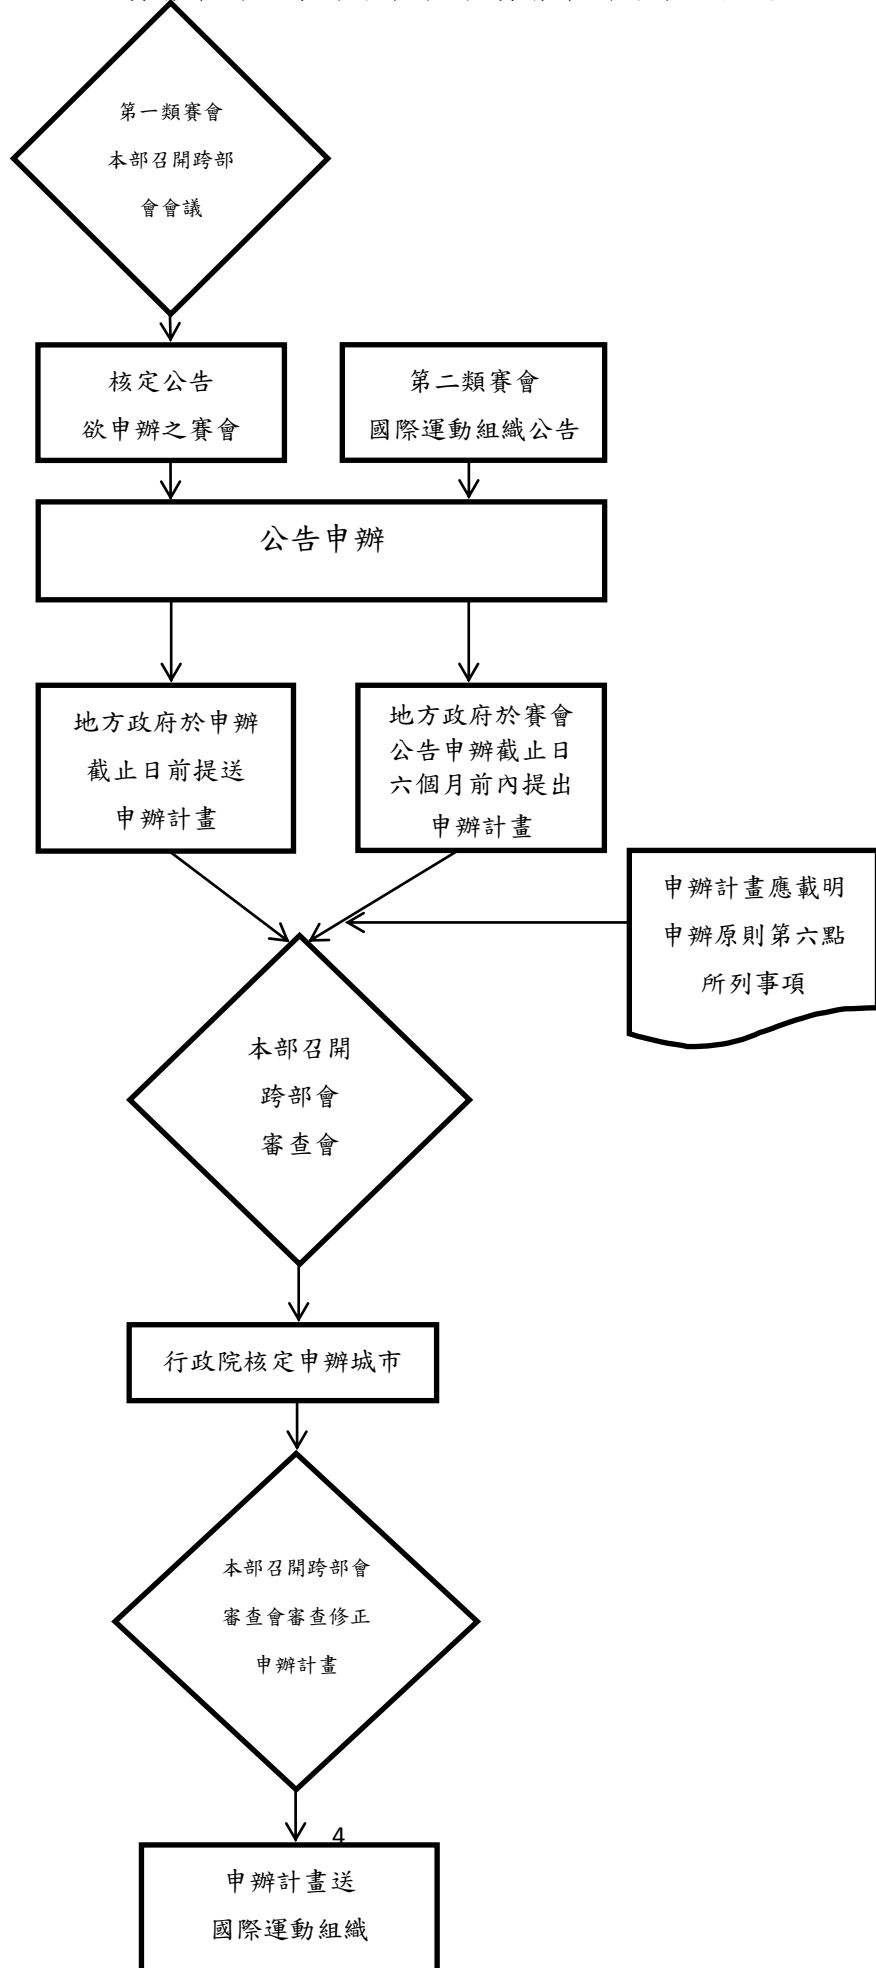 第一類賽會
本部召開跨部
會會議
核定公告
欲申辦之賽會
第二類賽會
國際運動組織公告
公告申辦
地方政府於申辦
截止日前提送
申辦計畫
地方政府於賽會
公告申辦截止日
六個月前內提出
申辦計畫
申辦計畫應載明
申辦原則第六點
所列事項
本部召開
跨部會
審查會
行政院核定申辦城市
本部召開跨部會
審查會審查修正
申辦計畫
4
申辦計畫送
國際運動組織